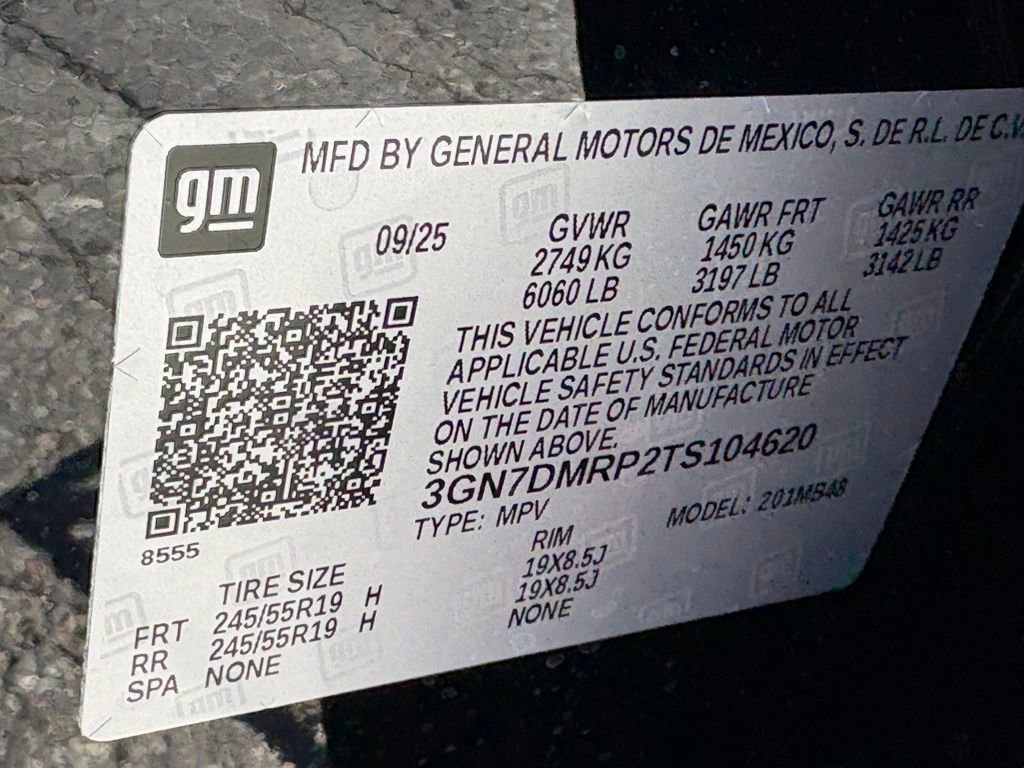 gm
MFD BY GENERAL MOTORS DE MEXICO, S. DE R.L. DE C.V.
09/25 GVWR GAWR FRT GAWR RR
2749 KG 1450 KG 1425 KG
6060 LB 3197 LB 3142 LB
THIS VEHICLE CONFORMS TO ALL
APPLICABLE U.S. FEDERAL MOTOR
VEHICLE SAFETY STANDARDS IN EFFECT
ON THE DATE OF MANUFACTURE
SHOWN ABOVE.
3GN7DMRP2TS104620
TYPE: MPV MODEL: 201MB48
8555
TIRE SIZE RIM
FRT 245/55R19 H 19X8.5J
RR 245/55R19 H 19X8.5J
SPA NONE NONE